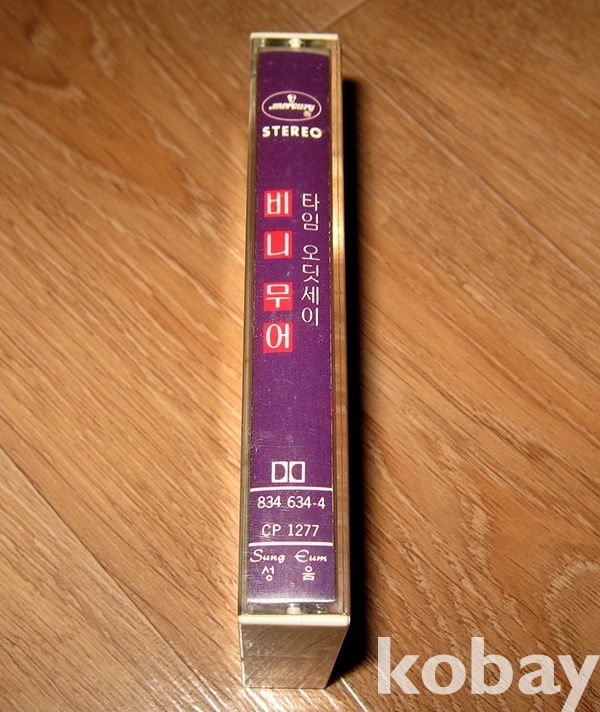 mercury
STEREO
비니무어
타임 오딧세이
834 634-4
CP 1277
Sung Eum
성 음
kobay